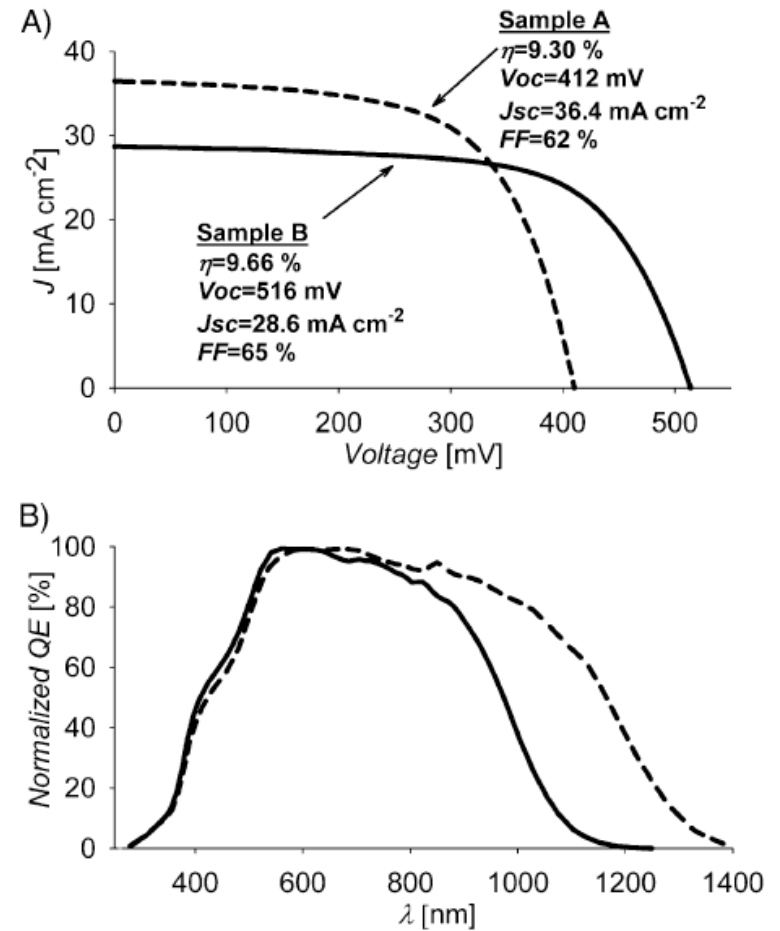 A)
Sample A
η=9.30 %
Voc=412 mV
Jsc=36.4 mA cm-2
FF=62 %
Sample B
η=9.66 %
Voc=516 mV
Jsc=28.6 mA cm-2
FF=65 %
J [mA cm-2]
40
30
20
10
0
0 100 200 300 400 500
Voltage [mV]
B)
Normalized QE [%]
100
80
60
40
20
0
400 600 800 1000 1200 1400
λ [nm]